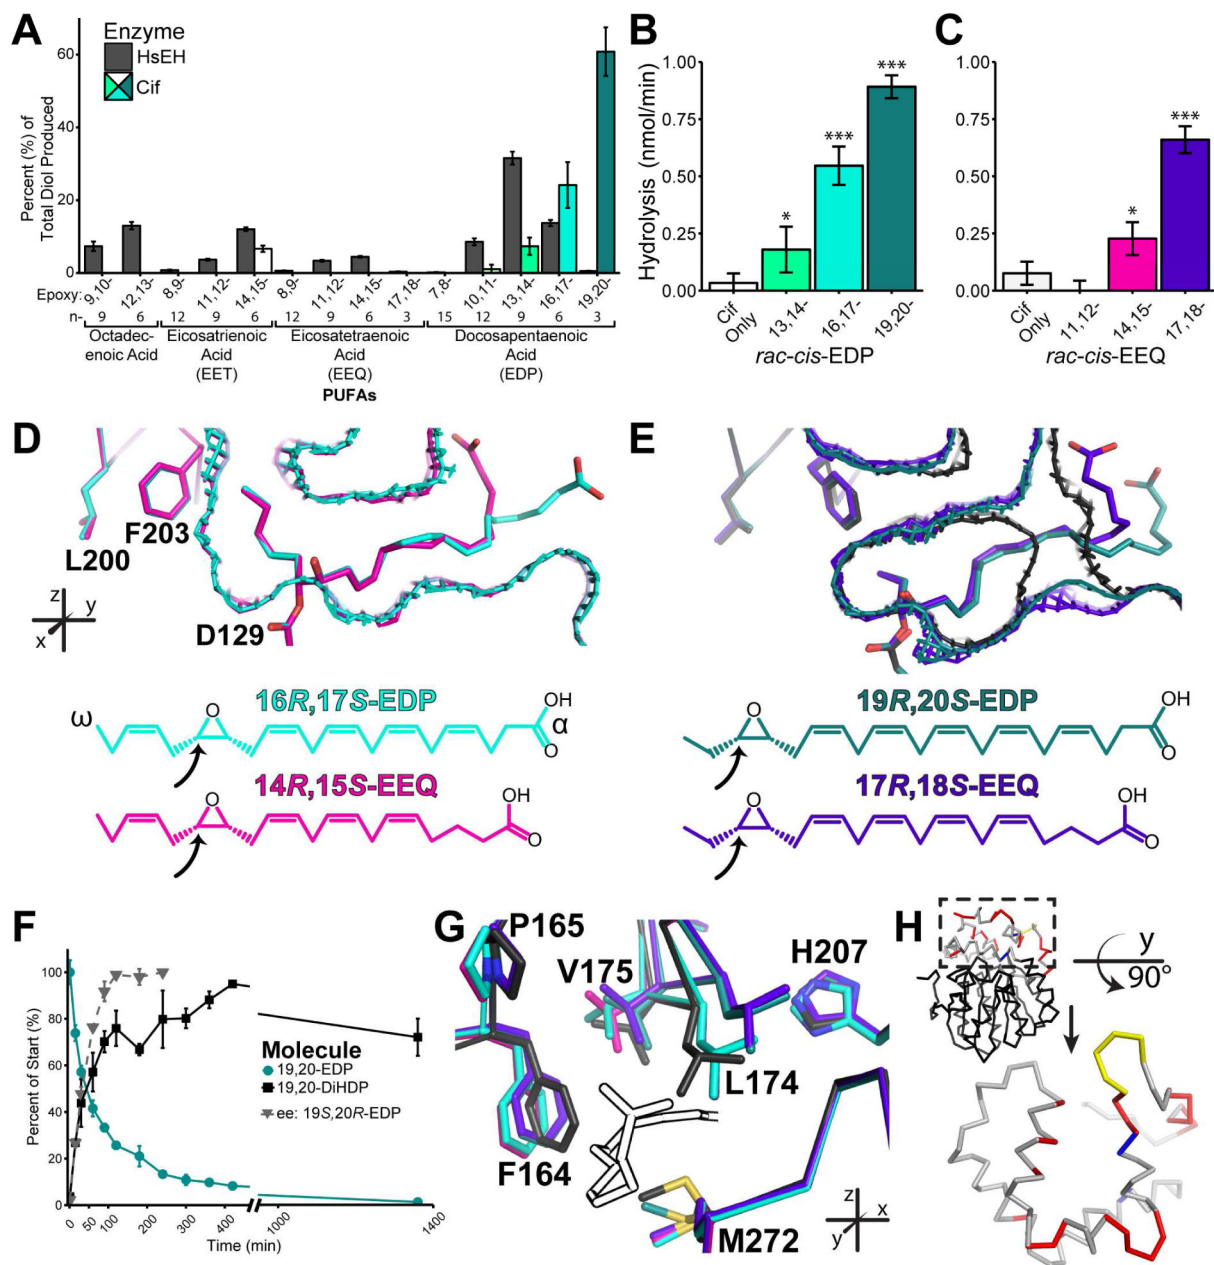 A
Enzyme
HsEH
Cif
Percent (%) of
Total Diol Produced
60
40
20
0
Epoxy:
9,10-
12,13-
8,9-
11,12-
14,15-
8,9-
11,12-
14,15-
17,18-
7,8-
10,11-
13,14-
16,17-
19,20-
n-
9 6 12 9 6 12 9 6 3 15 12 9 6 3
Octadec-
enoic Acid
Eicosatrienoic
Acid
(EET)
Eicosatetraenoic
Acid
(EEQ)
Docosapentaenoic
Acid
(EDP)
PUFAs
B
Hydrolysis (nmol/min)
1.00
0.75
0.50
0.25
0.00
*
***
***
Cif
Only
13,14-
16,17-
19,20-
rac-cis-EDP
C
1.00
0.75
0.50
0.25
0.00
*
***
Cif
Only
11,12-
14,15-
17,18-
rac-cis-EEQ
D
L200
F203
D129
z
y
x
16R,17S-EDP
ω
O
OH
O
α
14R,15S-EEQ
O
OH
O
E
19R,20S-EDP
O
OH
O
17R,18S-EEQ
O
OH
O
F
Percent of Start (%)
100
80
60
40
20
0
Molecule
19,20-EDP
19,20-DiHDP
ee: 19S,20R-EDP
0
50
100
200
300
400
1000
1400
Time (min)
G
P165
V175
H207
L174
F164
M272
z
x
y
H
y
90°